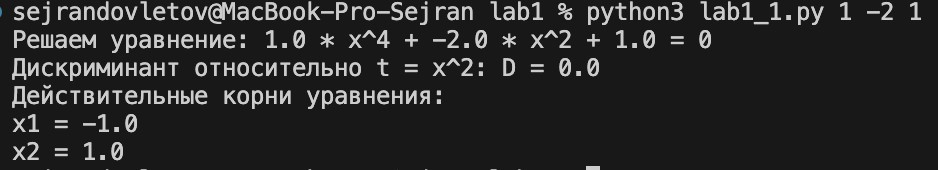 sejrandovletov@MacBook-Pro-Sejran lab1 % python3 lab1_1.py 1 -2 1
Решаем уравнение: 1.0 * x^4 + -2.0 * x^2 + 1.0 = 0
Дискриминант относительно t = x^2: D = 0.0
Действительные корни уравнения:
x1 = -1.0
x2 = 1.0